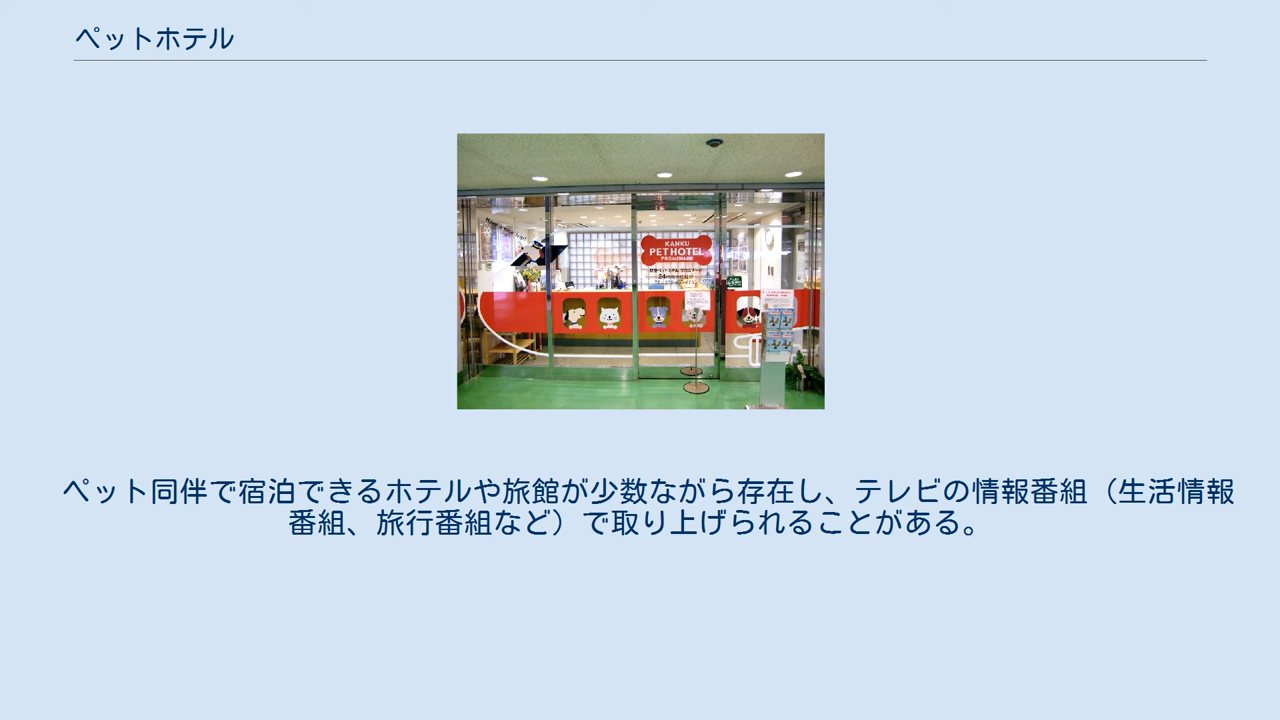 ペットホテル
KANKU
PET HOTEL
PROMENADE
ペット同伴で宿泊できるホテルや旅館が少数ながら存在し、テレビの情報番組（生活情報
番組、旅行番組など）で取り上げられることがある。